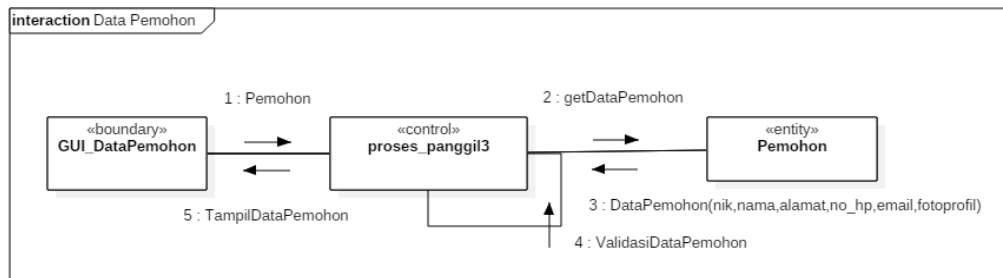 interaction Data Pemohon
1 : Pemohon
2 : getDataPemohon
«boundary»
GUI_DataPemohon
«control»
proses_panggil3
«entity»
Pemohon
5 : TampilDataPemohon
3 : DataPemohon(nik,nama,alamat,no_hp,email,fotoprofil)
4 : ValidasiDataPemohon